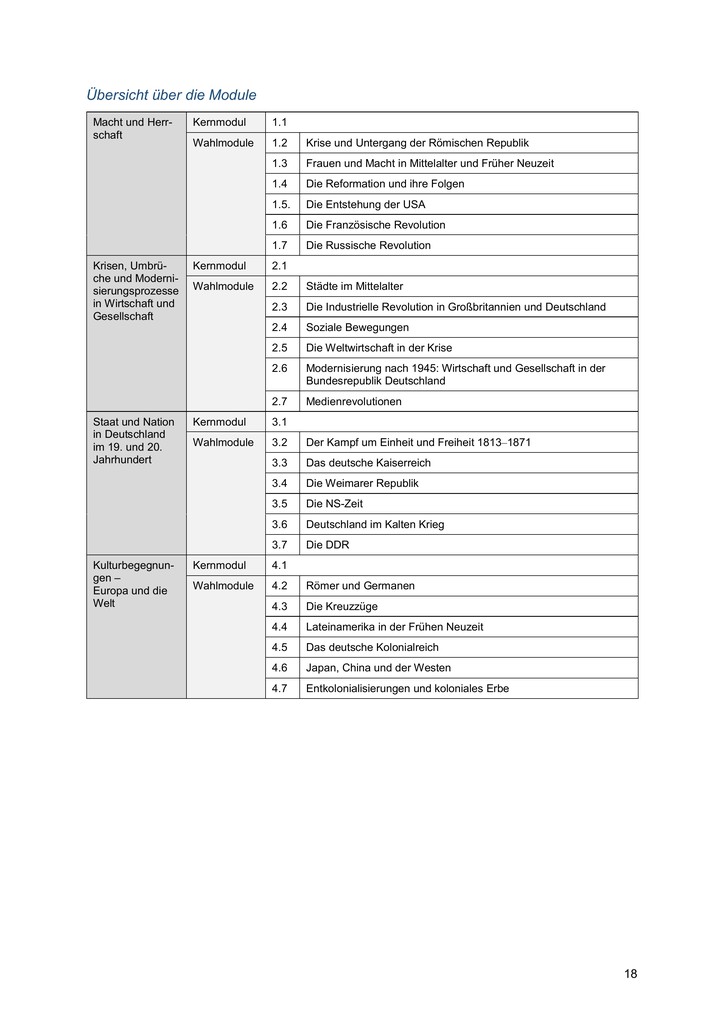 Übersicht über die Module
Macht und Herr-
schaft
Kernmodul 1.1
Wahlmodule 1.2 Krise und Untergang der Römischen Republik
1.3 Frauen und Macht in Mittelalter und Früher Neuzeit
1.4 Die Reformation und ihre Folgen
1.5. Die Entstehung der USA
1.6 Die Französische Revolution
1.7 Die Russische Revolution
Krisen, Umbrü-
che und Moderni-
sierungsprozesse
in Wirtschaft und
Gesellschaft
Kernmodul 2.1
Wahlmodule 2.2 Städte im Mittelalter
2.3 Die Industrielle Revolution in Großbritannien und Deutschland
2.4 Soziale Bewegungen
2.5 Die Weltwirtschaft in der Krise
2.6 Modernisierung nach 1945: Wirtschaft und Gesellschaft in der
Bundesrepublik Deutschland
2.7 Medienrevolutionen
Staat und Nation
in Deutschland
im 19. und 20.
Jahrhundert
Kernmodul 3.1
Wahlmodule 3.2 Der Kampf um Einheit und Freiheit 1813–1871
3.3 Das deutsche Kaiserreich
3.4 Die Weimarer Republik
3.5 Die NS-Zeit
3.6 Deutschland im Kalten Krieg
3.7 Die DDR
Kulturbegegnun-
gen –
Europa und die
Welt
Kernmodul 4.1
Wahlmodule 4.2 Römer und Germanen
4.3 Die Kreuzzüge
4.4 Lateinamerika in der Frühen Neuzeit
4.5 Das deutsche Kolonialreich
4.6 Japan, China und der Westen
4.7 Entkolonialisierungen und koloniales Erbe
18